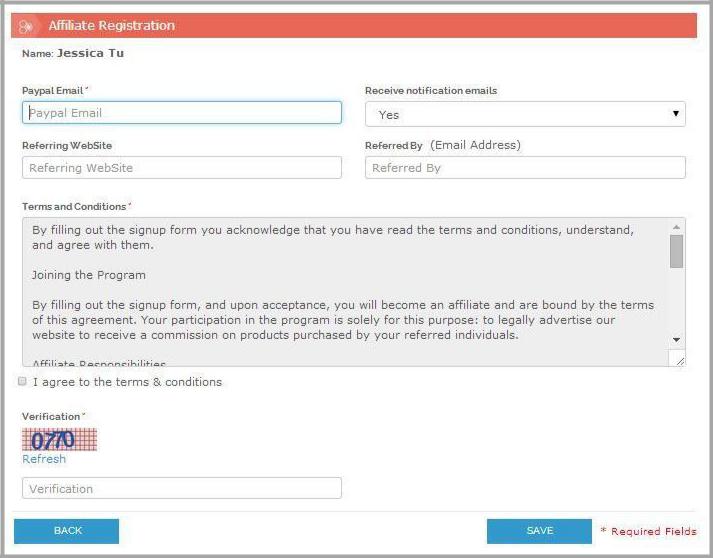 Affiliate Registration
Name: Jessica Tu
Paypal Email *
Receive notification emails
Paypal Email
Yes
Referring WebSite
Referred By (Email Address)
Referring WebSite
Referred By
Terms and Conditions *
By filling out the signup form you acknowledge that you have read the terms and conditions, understand,
and agree with them.
Joining the Program
By filling out the signup form, and upon acceptance, you will become an affiliate and are bound by the terms
of this agreement. Your participation in the program is solely for this purpose: to legally advertise our
website to receive a commission on products purchased by your referred individuals.
Affiliate Responsibilities
I agree to the terms & conditions
Verification *
0770
Refresh
Verification
BACK
SAVE
* Required Fields